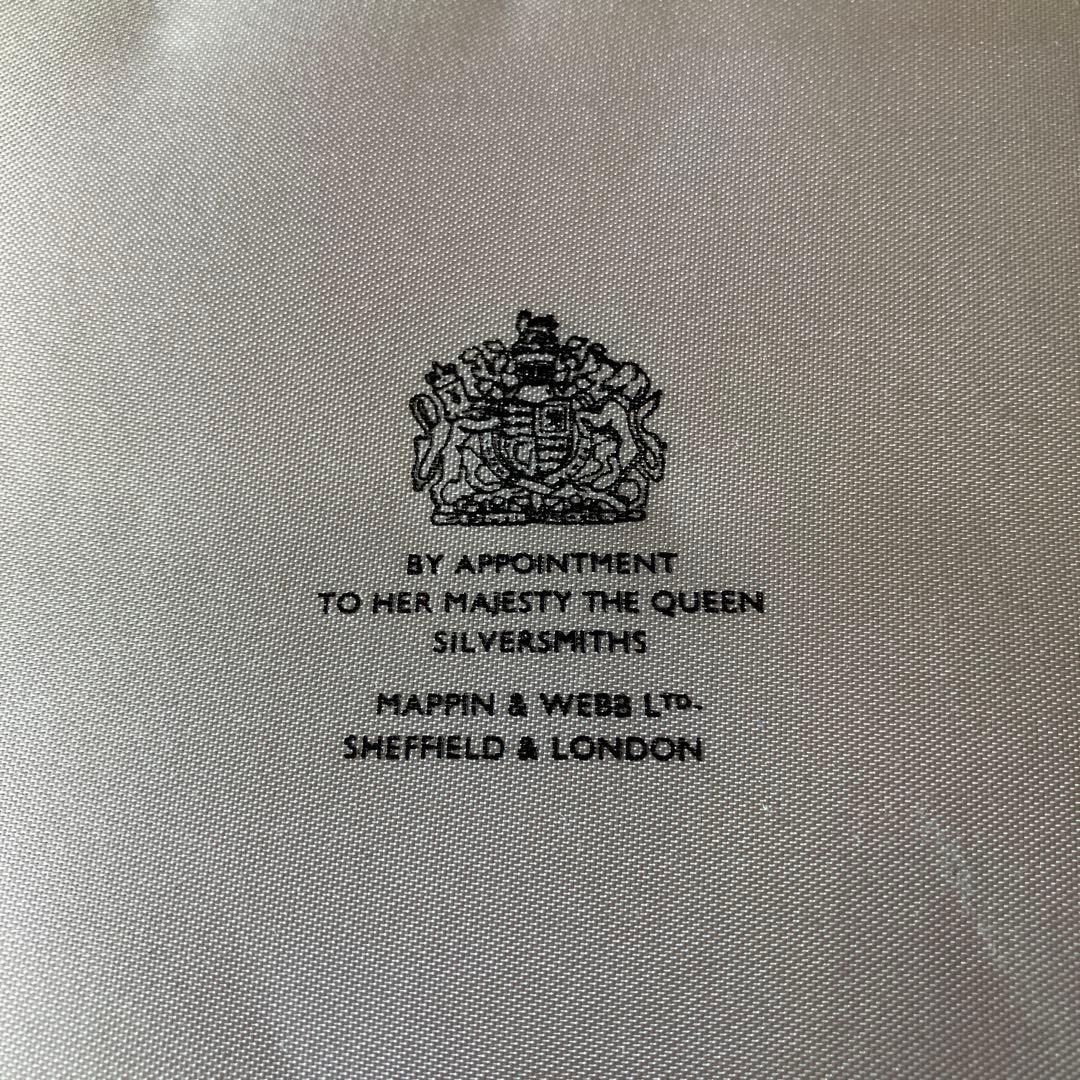 BY APPOINTMENT
TO HER MAJESTY THE QUEEN
SILVERSMITHS
MAPPIN & WEBB LTD.
SHEFFIELD & LONDON